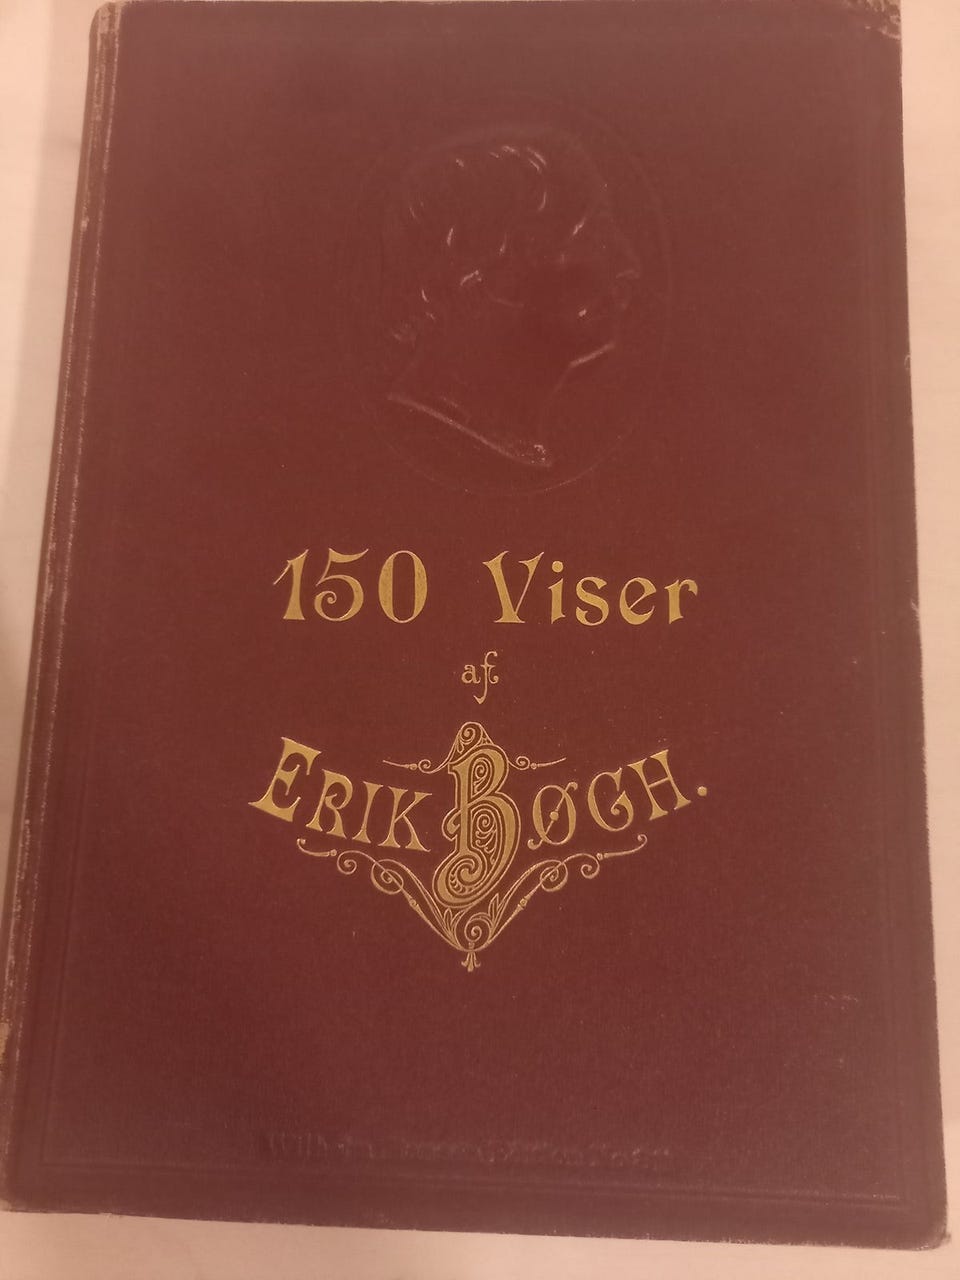 150 Viser
af
ERIK BØGH.